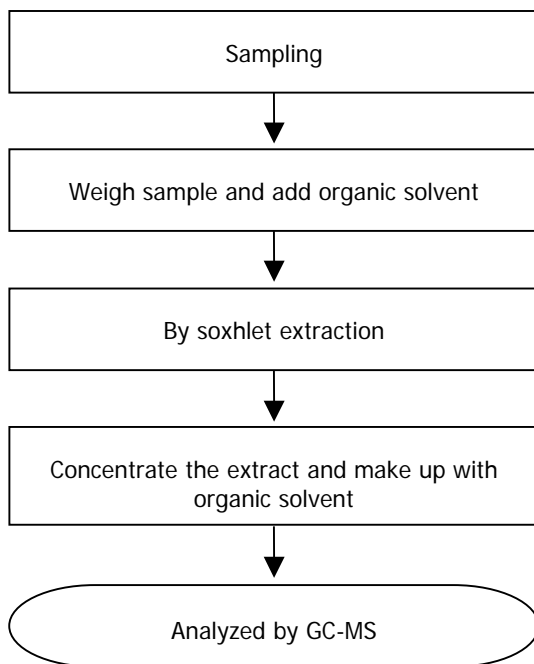 Sampling
Weigh sample and add organic solvent
By soxhlet extraction
Concentrate the extract and make up with
organic solvent
Analyzed by GC-MS